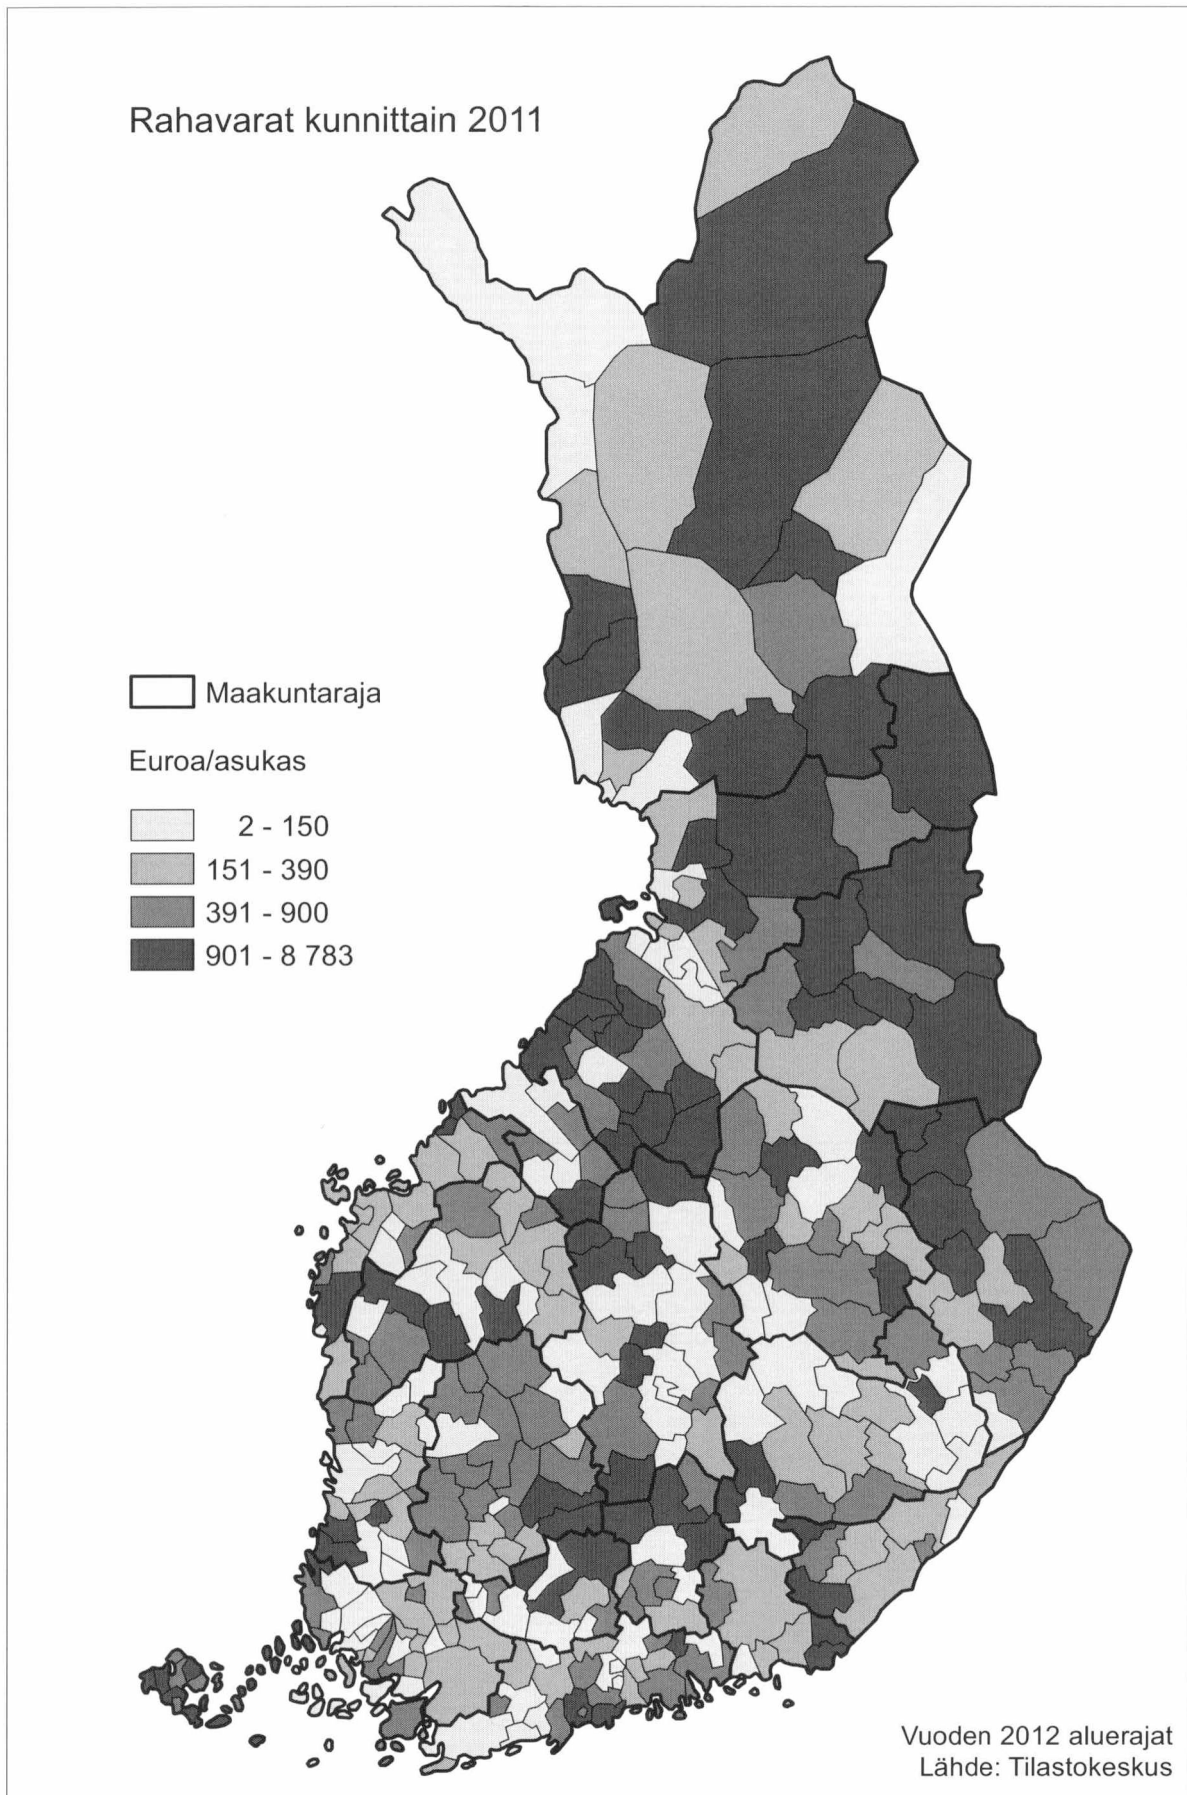 Rahavarat kunnittain 2011
Maakuntaraja
Euroa/asukas
2 - 150
151 - 390
391 - 900
901 - 8 783
Vuoden 2012 aluerajat
Lähde: Tilastokeskus